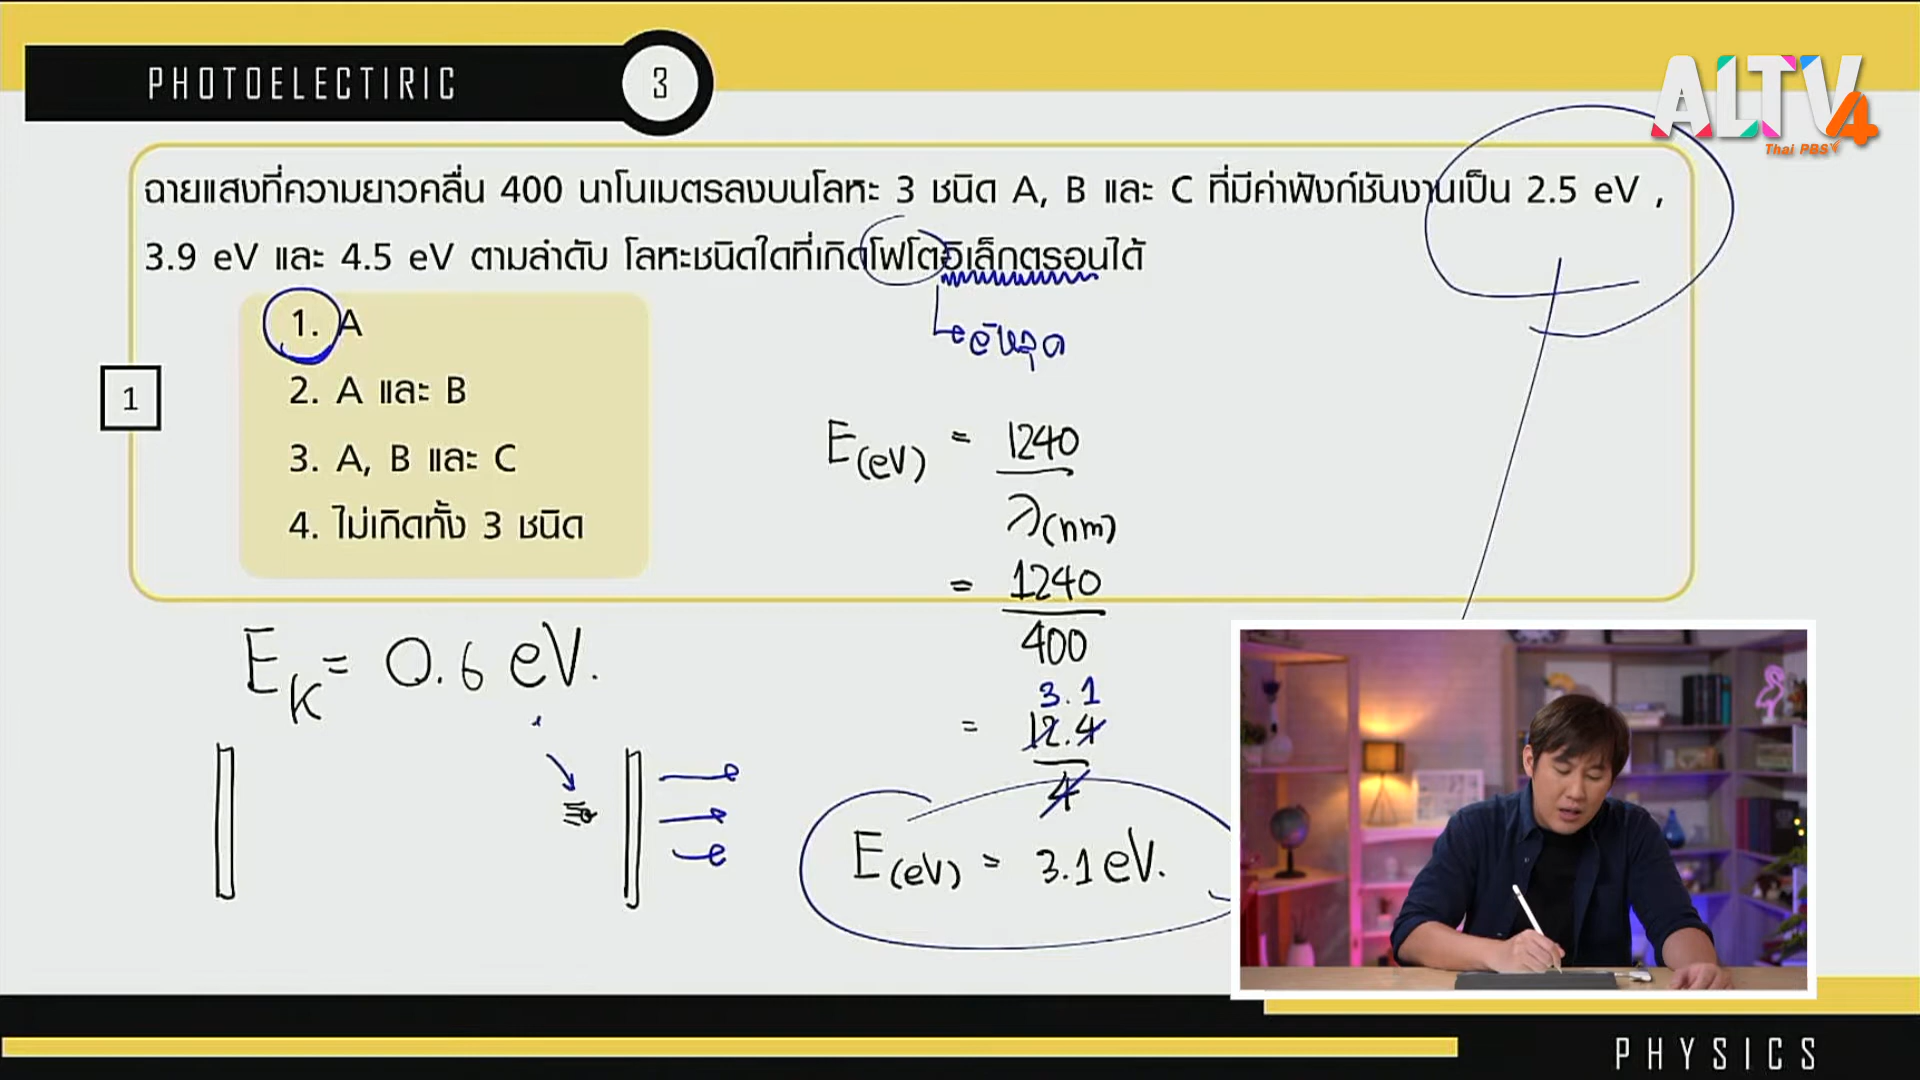 PHOTOELECTIRIC
3
ALTV4
Thai PBS
ฉายแสงที่ความยาวคลื่น 400 นาโนเมตรลงบนโลหะ 3 ชนิด A, B และ C ที่มีค่าฟังก์ชันงานเป็น 2.5 eV ,
3.9 eV และ 4.5 eV ตามลำดับ โลหะชนิดใดที่เกิดโฟโตอิเล็กตรอนได้
1
1. A
2. A และ B
3. A, B และ C
4. ไม่เกิดทั้ง 3 ชนิด
E(eV) = 1240
λ(nm)
= 1240
400
3.1
= 12.4
4
E(eV) = 3.1 eV.
EK = 0.6 eV.
PHYSICS